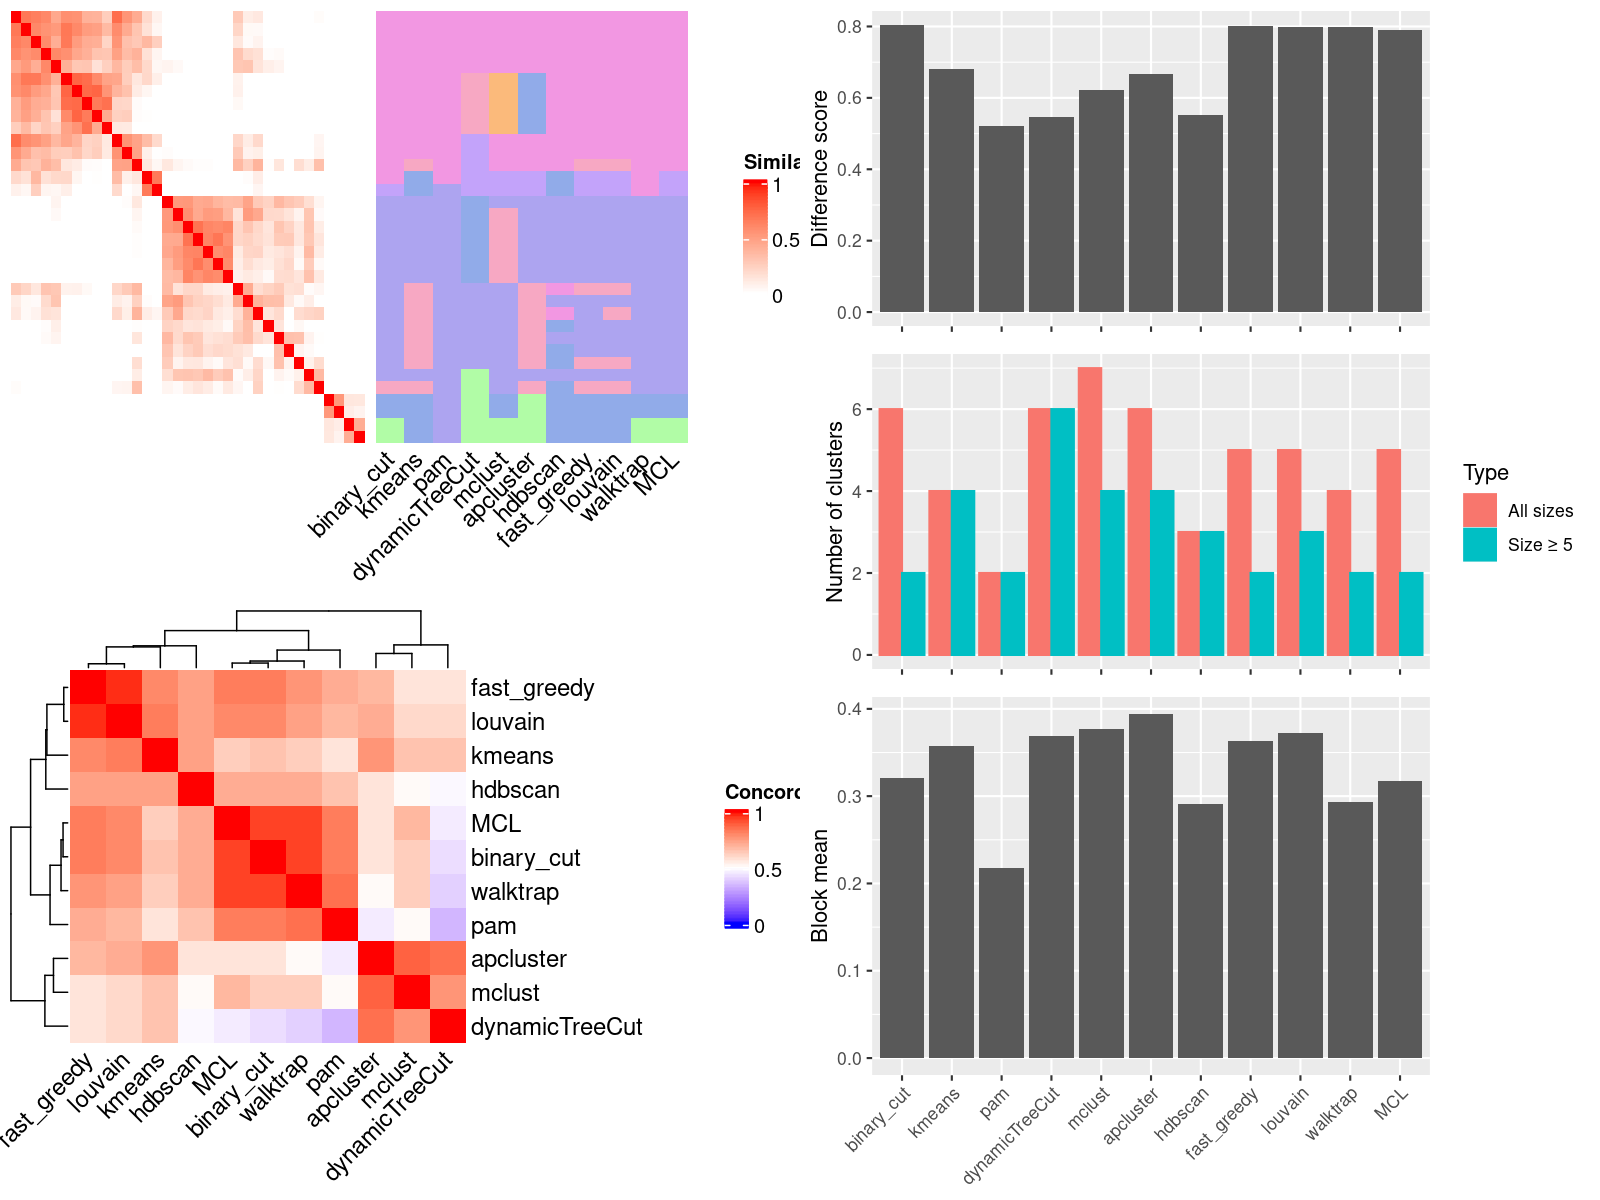 Simila
1
0.5
0
binary_cut
kmeans
pam
dynamicTreeCut
mclust
apcluster
hdbscan
fast_greedy
louvain
walktrap
MCL
fast_greedy
louvain
kmeans
hdbscan
MCL
binary_cut
walktrap
pam
apcluster
mclust
dynamicTreeCut
Concord
1
0.5
0
fast_greedy
louvain
kmeans
hdbscan
MCL
binary_cut
walktrap
pam
apcluster
mclust
dynamicTreeCut
Difference score
0.8
0.6
0.4
0.2
0.0
Number of clusters
6
4
2
0
Type
All sizes
Size ≥ 5
Block mean
0.4
0.3
0.2
0.1
0.0
binary_cut
kmeans
pam
dynamicTreeCut
mclust
apcluster
hdbscan
fast_greedy
louvain
walktrap
MCL